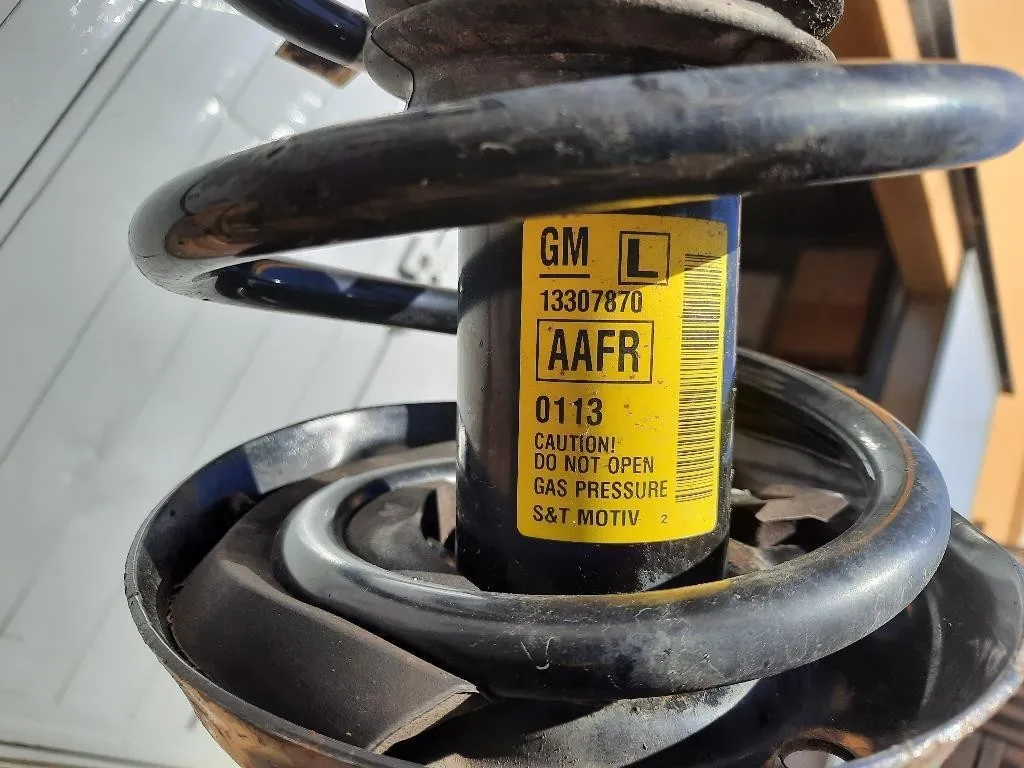 GM L
13307870
AAFR
0113
CAUTION!
DO NOT OPEN
GAS PRESSURE
S&T MOTIV 2